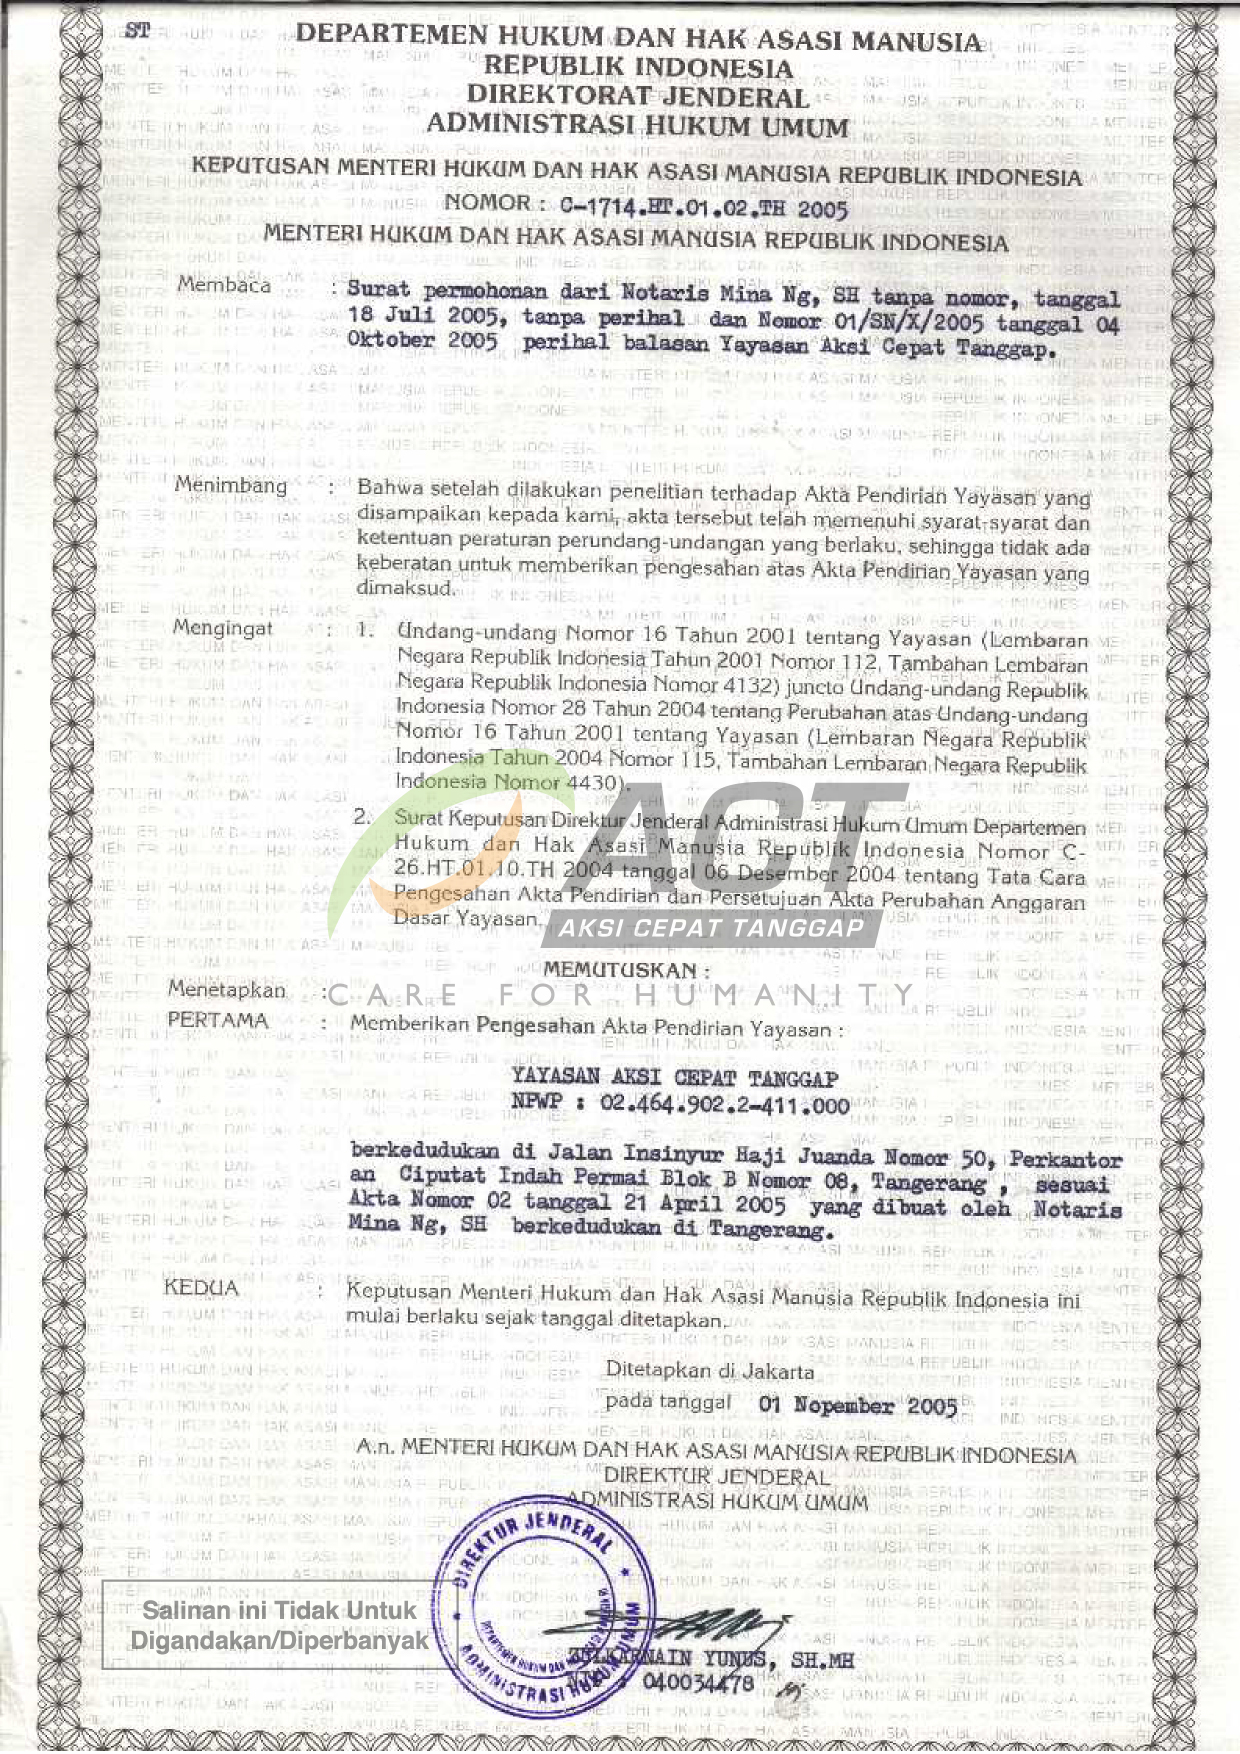 ST
DEPARTEMEN HUKUM DAN HAK ASASI MANUSIA
REPUBLIK INDONESIA
DIREKTORAT JENDERAL
ADMINISTRASI HUKUM UMUM
KEPUTUSAN MENTERI HUKUM DAN HAK ASASI MANUSIA REPUBLIK INDONESIA
NOMOR : C-1714.HT.01.02.TH 2005
MENTERI HUKUM DAN HAK ASASI MANUSIA REPUBLIK INDONESIA
Membaca : Surat permohonan dari Notaris Mina Ng, SH tanpa nomor, tanggal
18 Juli 2005, tanpa perihal dan Nomor 01/SN/X/2005 tanggal 04
Oktober 2005 perihal balasan Yayasan Aksi Cepat Tanggap.
Menimbang : Bahwa setelah dilakukan penelitian terhadap Akta Pendirian Yayasan yang
disampaikan kepada kami, akta tersebut telah memenuhi syarat-syarat dan
ketentuan peraturan perundang-undangan yang berlaku, sehingga tidak ada
keberatan untuk memberikan pengesahan atas Akta Pendirian Yayasan yang
dimaksud.
Mengingat : 1. Undang-undang Nomor 16 Tahun 2001 tentang Yayasan (Lembaran
Negara Republik Indonesia Tahun 2001 Nomor 112, Tambahan Lembaran
Negara Republik Indonesia Nomor 4132) juncto Undang-undang Republik
Indonesia Nomor 28 Tahun 2004 tentang Perubahan atas Undang-undang
Nomor 16 Tahun 2001 tentang Yayasan (Lembaran Negara Republik
Indonesia Tahun 2004 Nomor 115, Tambahan Lembaran Negara Republik
Indonesia Nomor 4430).
2. Surat Keputusan Direktur Jenderal Administrasi Hukum Umum Departemen
Hukum dan Hak Asasi Manusia Republik Indonesia Nomor C-
26.HT.01.10.TH 2004 tanggal 06 Desember 2004 tentang Tata Cara
Pengesahan Akta Pendirian dan Persetujuan Akta Perubahan Anggaran
Dasar Yayasan.
ACT
AKSI CEPAT TANGGAP
CARE FOR HUMANITY
MEMUTUSKAN :
Menetapkan :
PERTAMA : Memberikan Pengesahan Akta Pendirian Yayasan :
YAYASAN AKSI CEPAT TANGGAP
NPWP : 02.464.902.2-411.000
berkedudukan di Jalan Insinyur Haji Juanda Nomor 50, Perkantor
an Ciputat Indah Permai Blok B Nomor 08, Tangerang , sesuai
Akta Nomor 02 tanggal 21 April 2005 yang dibuat oleh Notaris
Mina Ng, SH berkedudukan di Tangerang.
KEDUA : Keputusan Menteri Hukum dan Hak Asasi Manusia Republik Indonesia ini
mulai berlaku sejak tanggal ditetapkan.
Ditetapkan di Jakarta
pada tanggal 01 Nopember 2005
A.n. MENTERI HUKUM DAN HAK ASASI MANUSIA REPUBLIK INDONESIA
DIREKTUR JENDERAL
ADMINISTRASI HUKUM UMUM
DIREKTUR JENDERAL
ADMINISTRASI HUKUM UMUM
Salinan ini Tidak Untuk
Digandakan/Diperbanyak
ZULKARNAIN YUNUS, SH.MH
040034478